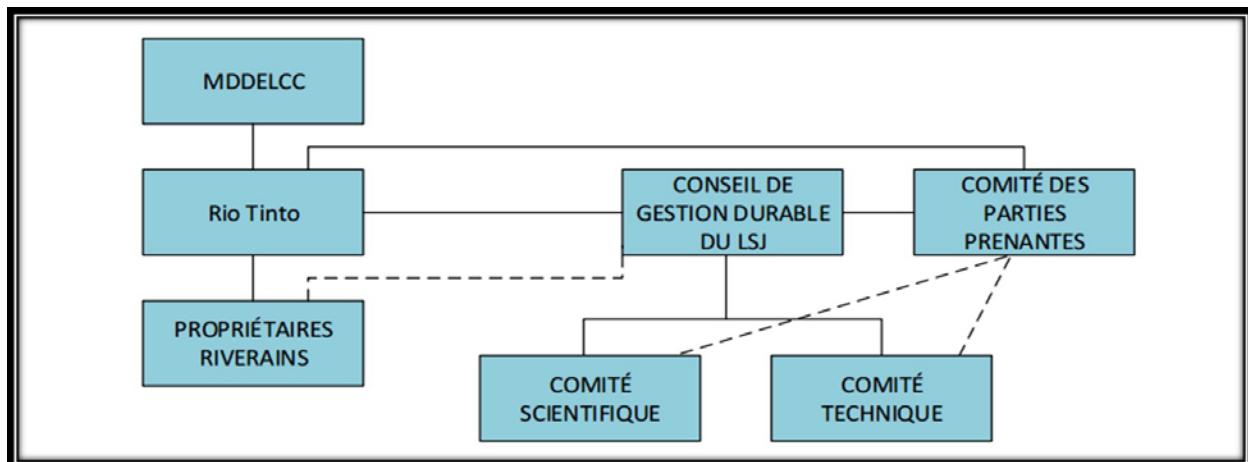 MDDELCC
Rio Tinto
CONSEIL DE
GESTION DURABLE
DU LSJ
COMITÉ DES
PARTIES
PRENANTES
PROPRIÉTAIRES
RIVERAINS
COMITÉ
SCIENTIFIQUE
COMITÉ
TECHNIQUE